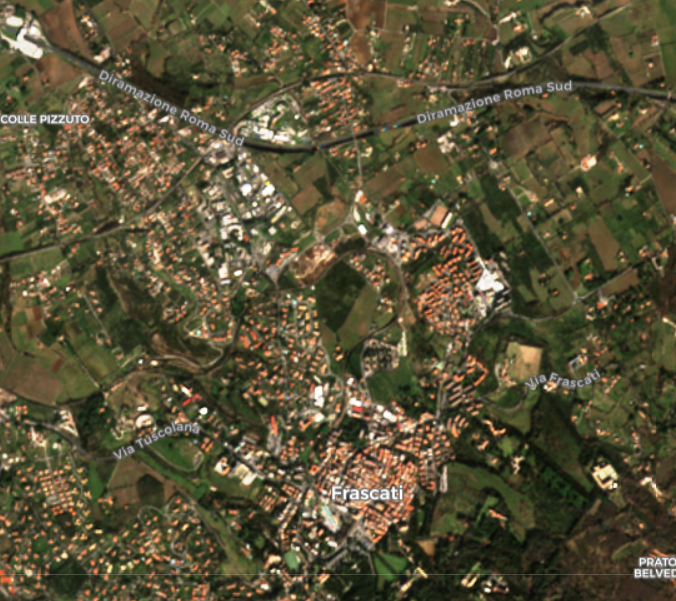 Diramazione Roma Sud
Diramazione Roma Sud
COLLE PIZZUTO
Via Frascati
Via Tuscolana
Frascati
PRATO
BELVED